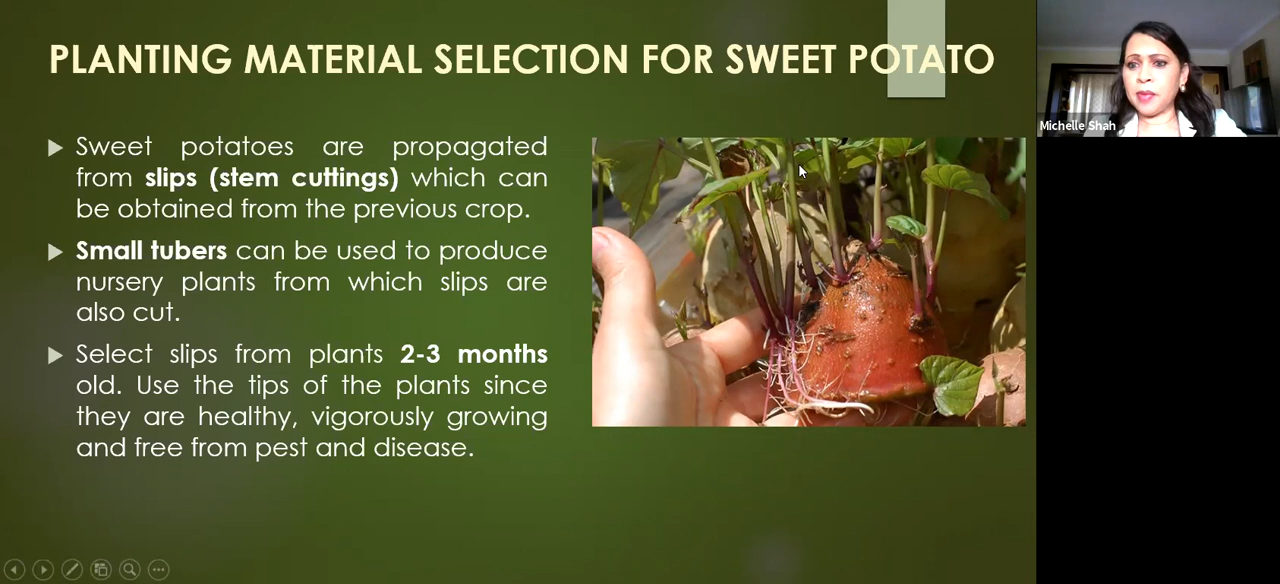 PLANTING MATERIAL SELECTION FOR SWEET POTATO
Sweet potatoes are propagated
from slips (stem cuttings) which can
be obtained from the previous crop.
Small tubers can be used to produce
nursery plants from which slips are
also cut.
Select slips from plants 2-3 months
old. Use the tips of the plants since
they are healthy, vigorously growing
and free from pest and disease.
Michelle Shah